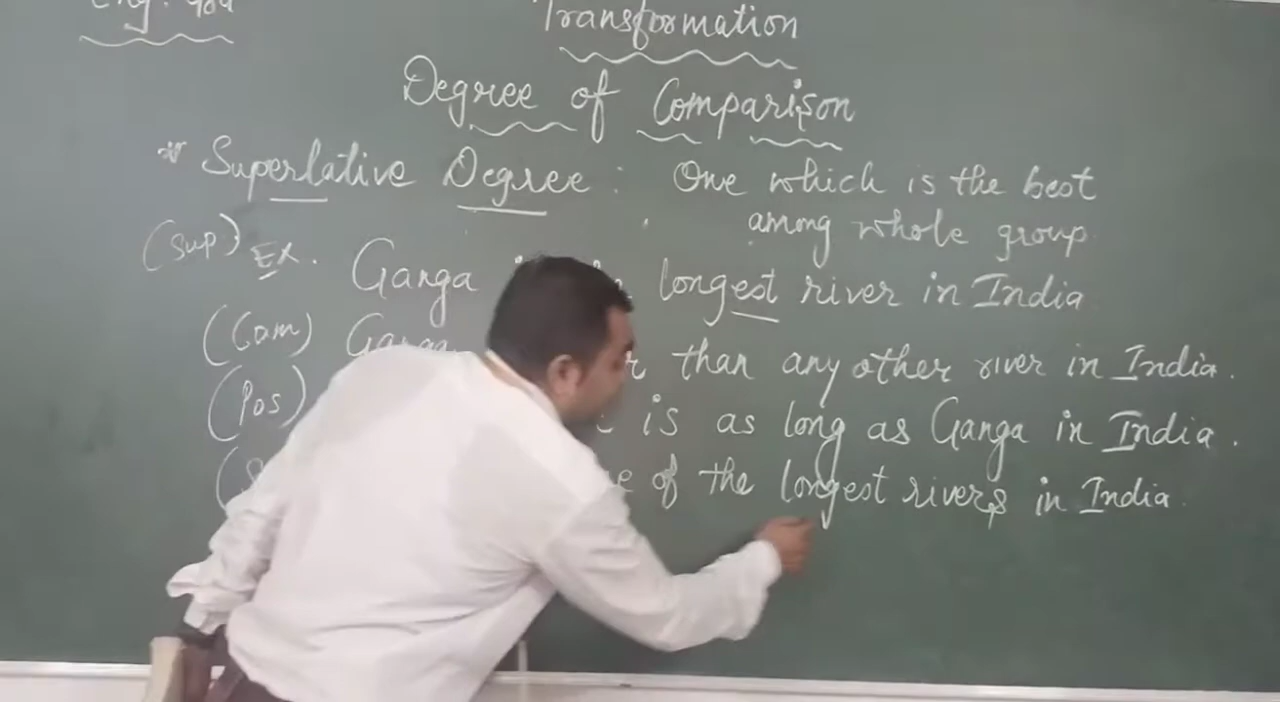 Eng.
Transformation
Degree of Comparison
Superlative Degree : One which is the best
among whole group
(Sup) Ex. Ganga longest river in India
(Com) Ganga than any other river in India.
(Pos) is as long as Ganga in India.
of the longest rivers in India.